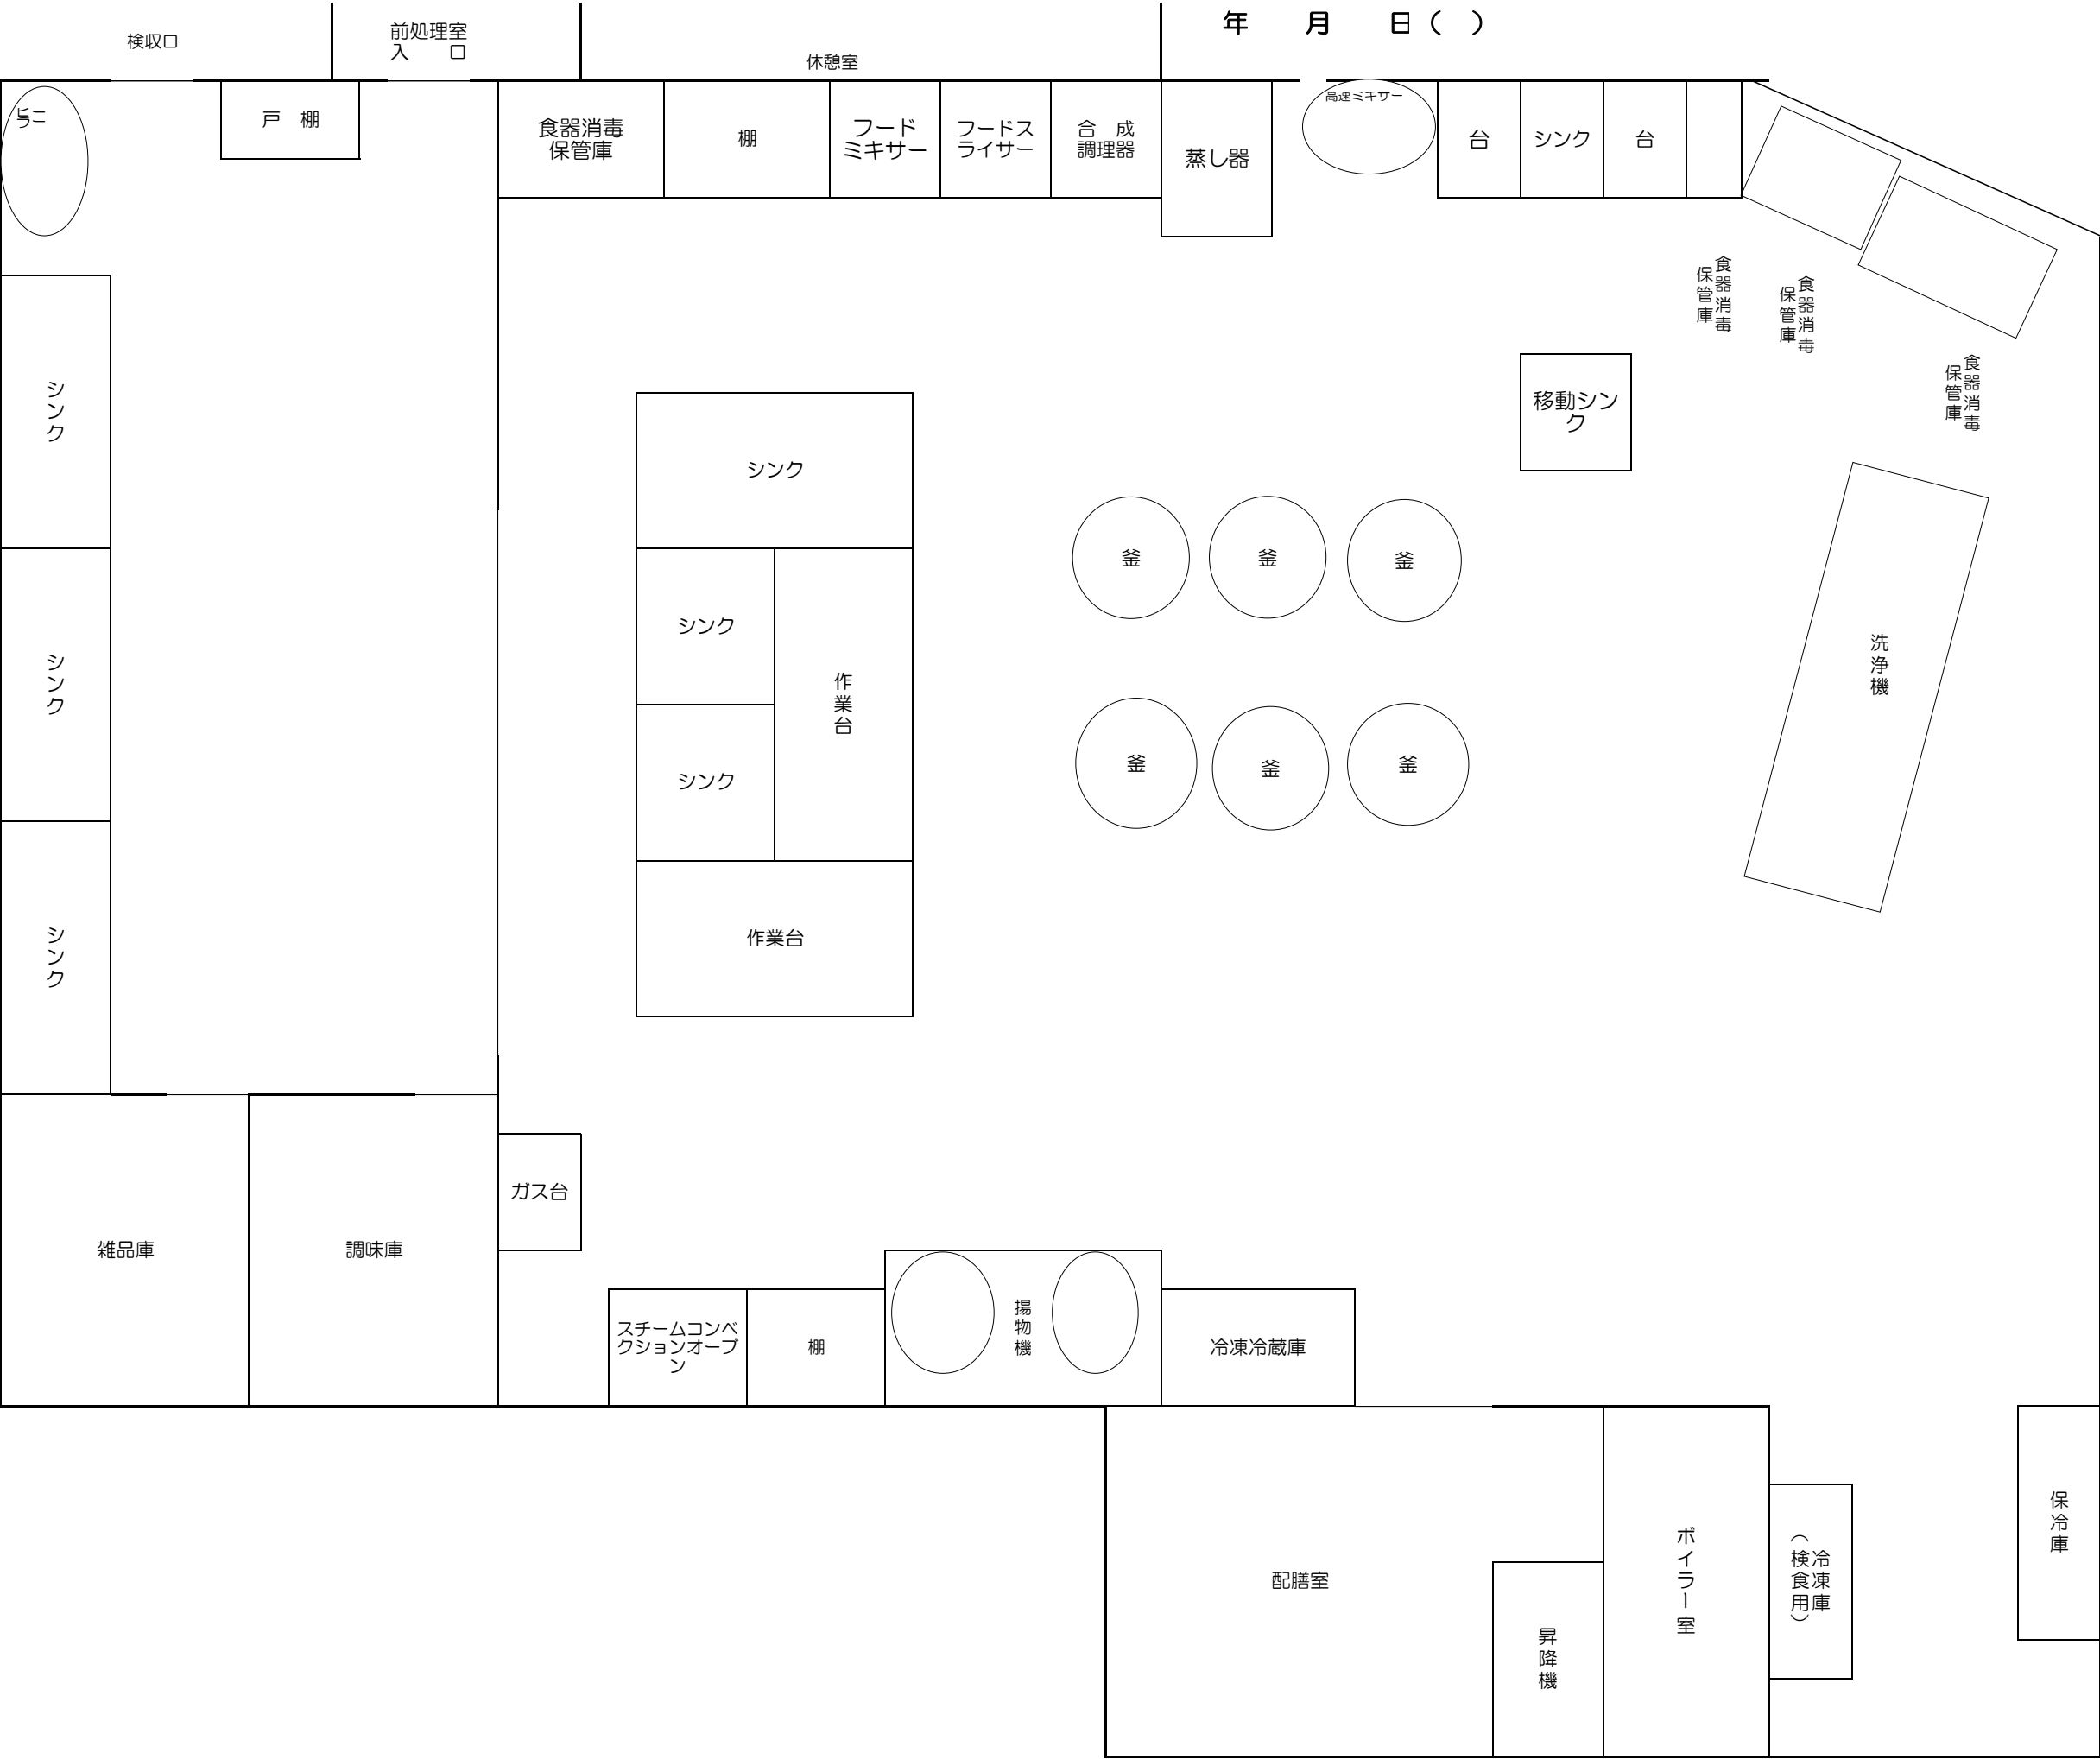 年　月　日（　）
検収口
前処理室
入　口
休憩室
戸　棚
食器消毒
保管庫
棚
フード
ミキサー
フードス
ライサー
合　成
調理器
蒸し器
高速ミキサー
台
シンク
台
食器消毒
保管庫
食器消毒
保管庫
食器消毒
保管庫
移動シン
ク
シンク
シンク
シンク
シンク
シンク
シンク
作業台
作業台
釜
釜
釜
釜
釜
釜
洗浄機
ガス台
雑品庫
調味庫
スチームコンベ
クションオーブ
ン
棚
揚物機
冷凍冷蔵庫
配膳室
昇降機
ボイラー室
冷凍庫
（検食用）
保冷庫